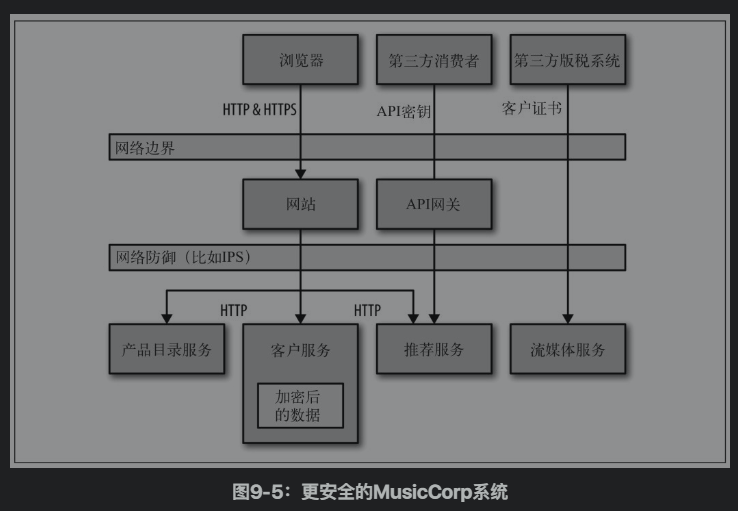 浏览器
第三方消费者
第三方版税系统
HTTP & HTTPS
API密钥
客户证书
网络边界
网站
API网关
网络防御（比如IPS）
HTTP
HTTP
产品目录服务
客户服务
推荐服务
流媒体服务
加密后
的数据
图9-5：更安全的MusicCorp系统